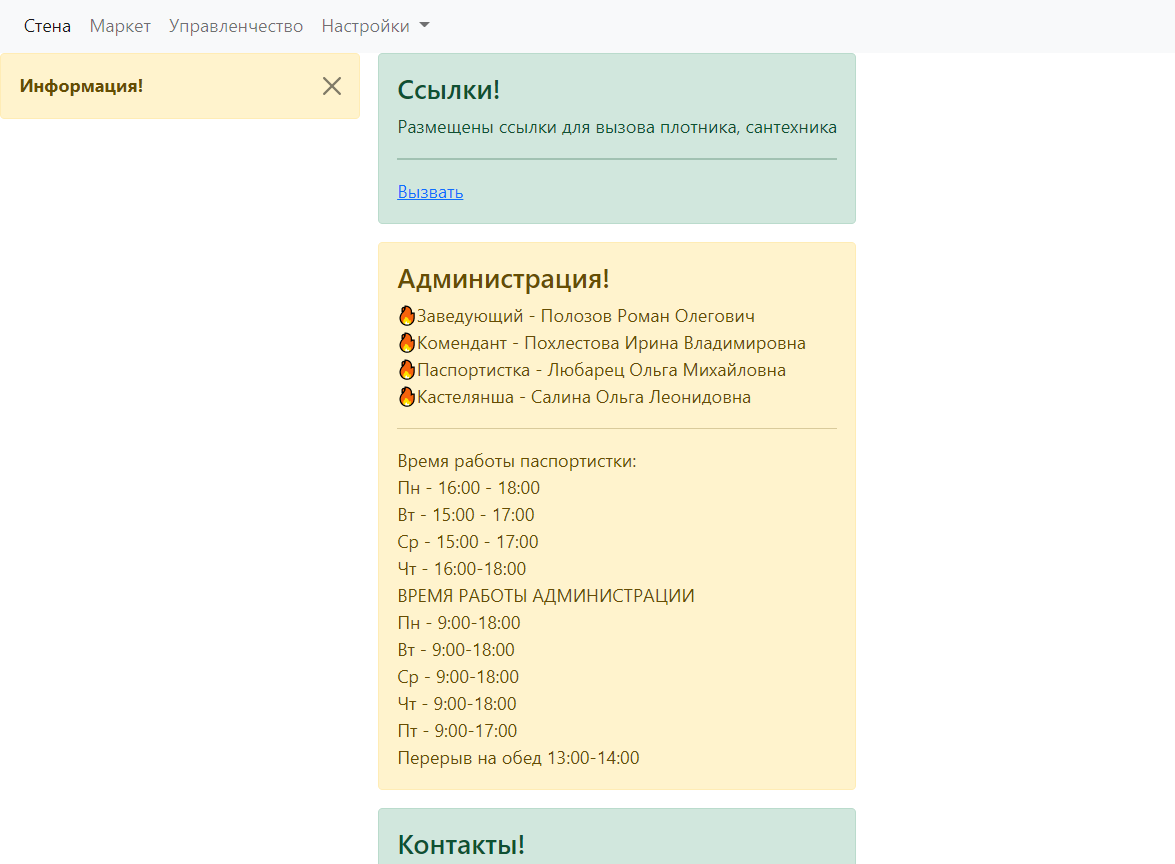 Стена Маркет Управленчество Настройки
Информация!
Ссылки!
Размещены ссылки для вызова плотника, сантехника
Вызвать
Администрация!
🔥Заведующий - Полозов Роман Олегович
🔥Комендант - Похлестова Ирина Владимировна
🔥Паспортистка - Любарец Ольга Михайловна
🔥Кастелянша - Салина Ольга Леонидовна
Время работы паспортистки:
Пн - 16:00 - 18:00
Вт - 15:00 - 17:00
Ср - 15:00 - 17:00
Чт - 16:00-18:00
ВРЕМЯ РАБОТЫ АДМИНИСТРАЦИИ
Пн - 9:00-18:00
Вт - 9:00-18:00
Ср - 9:00-18:00
Чт - 9:00-18:00
Пт - 9:00-17:00
Перерыв на обед 13:00-14:00
Контакты!